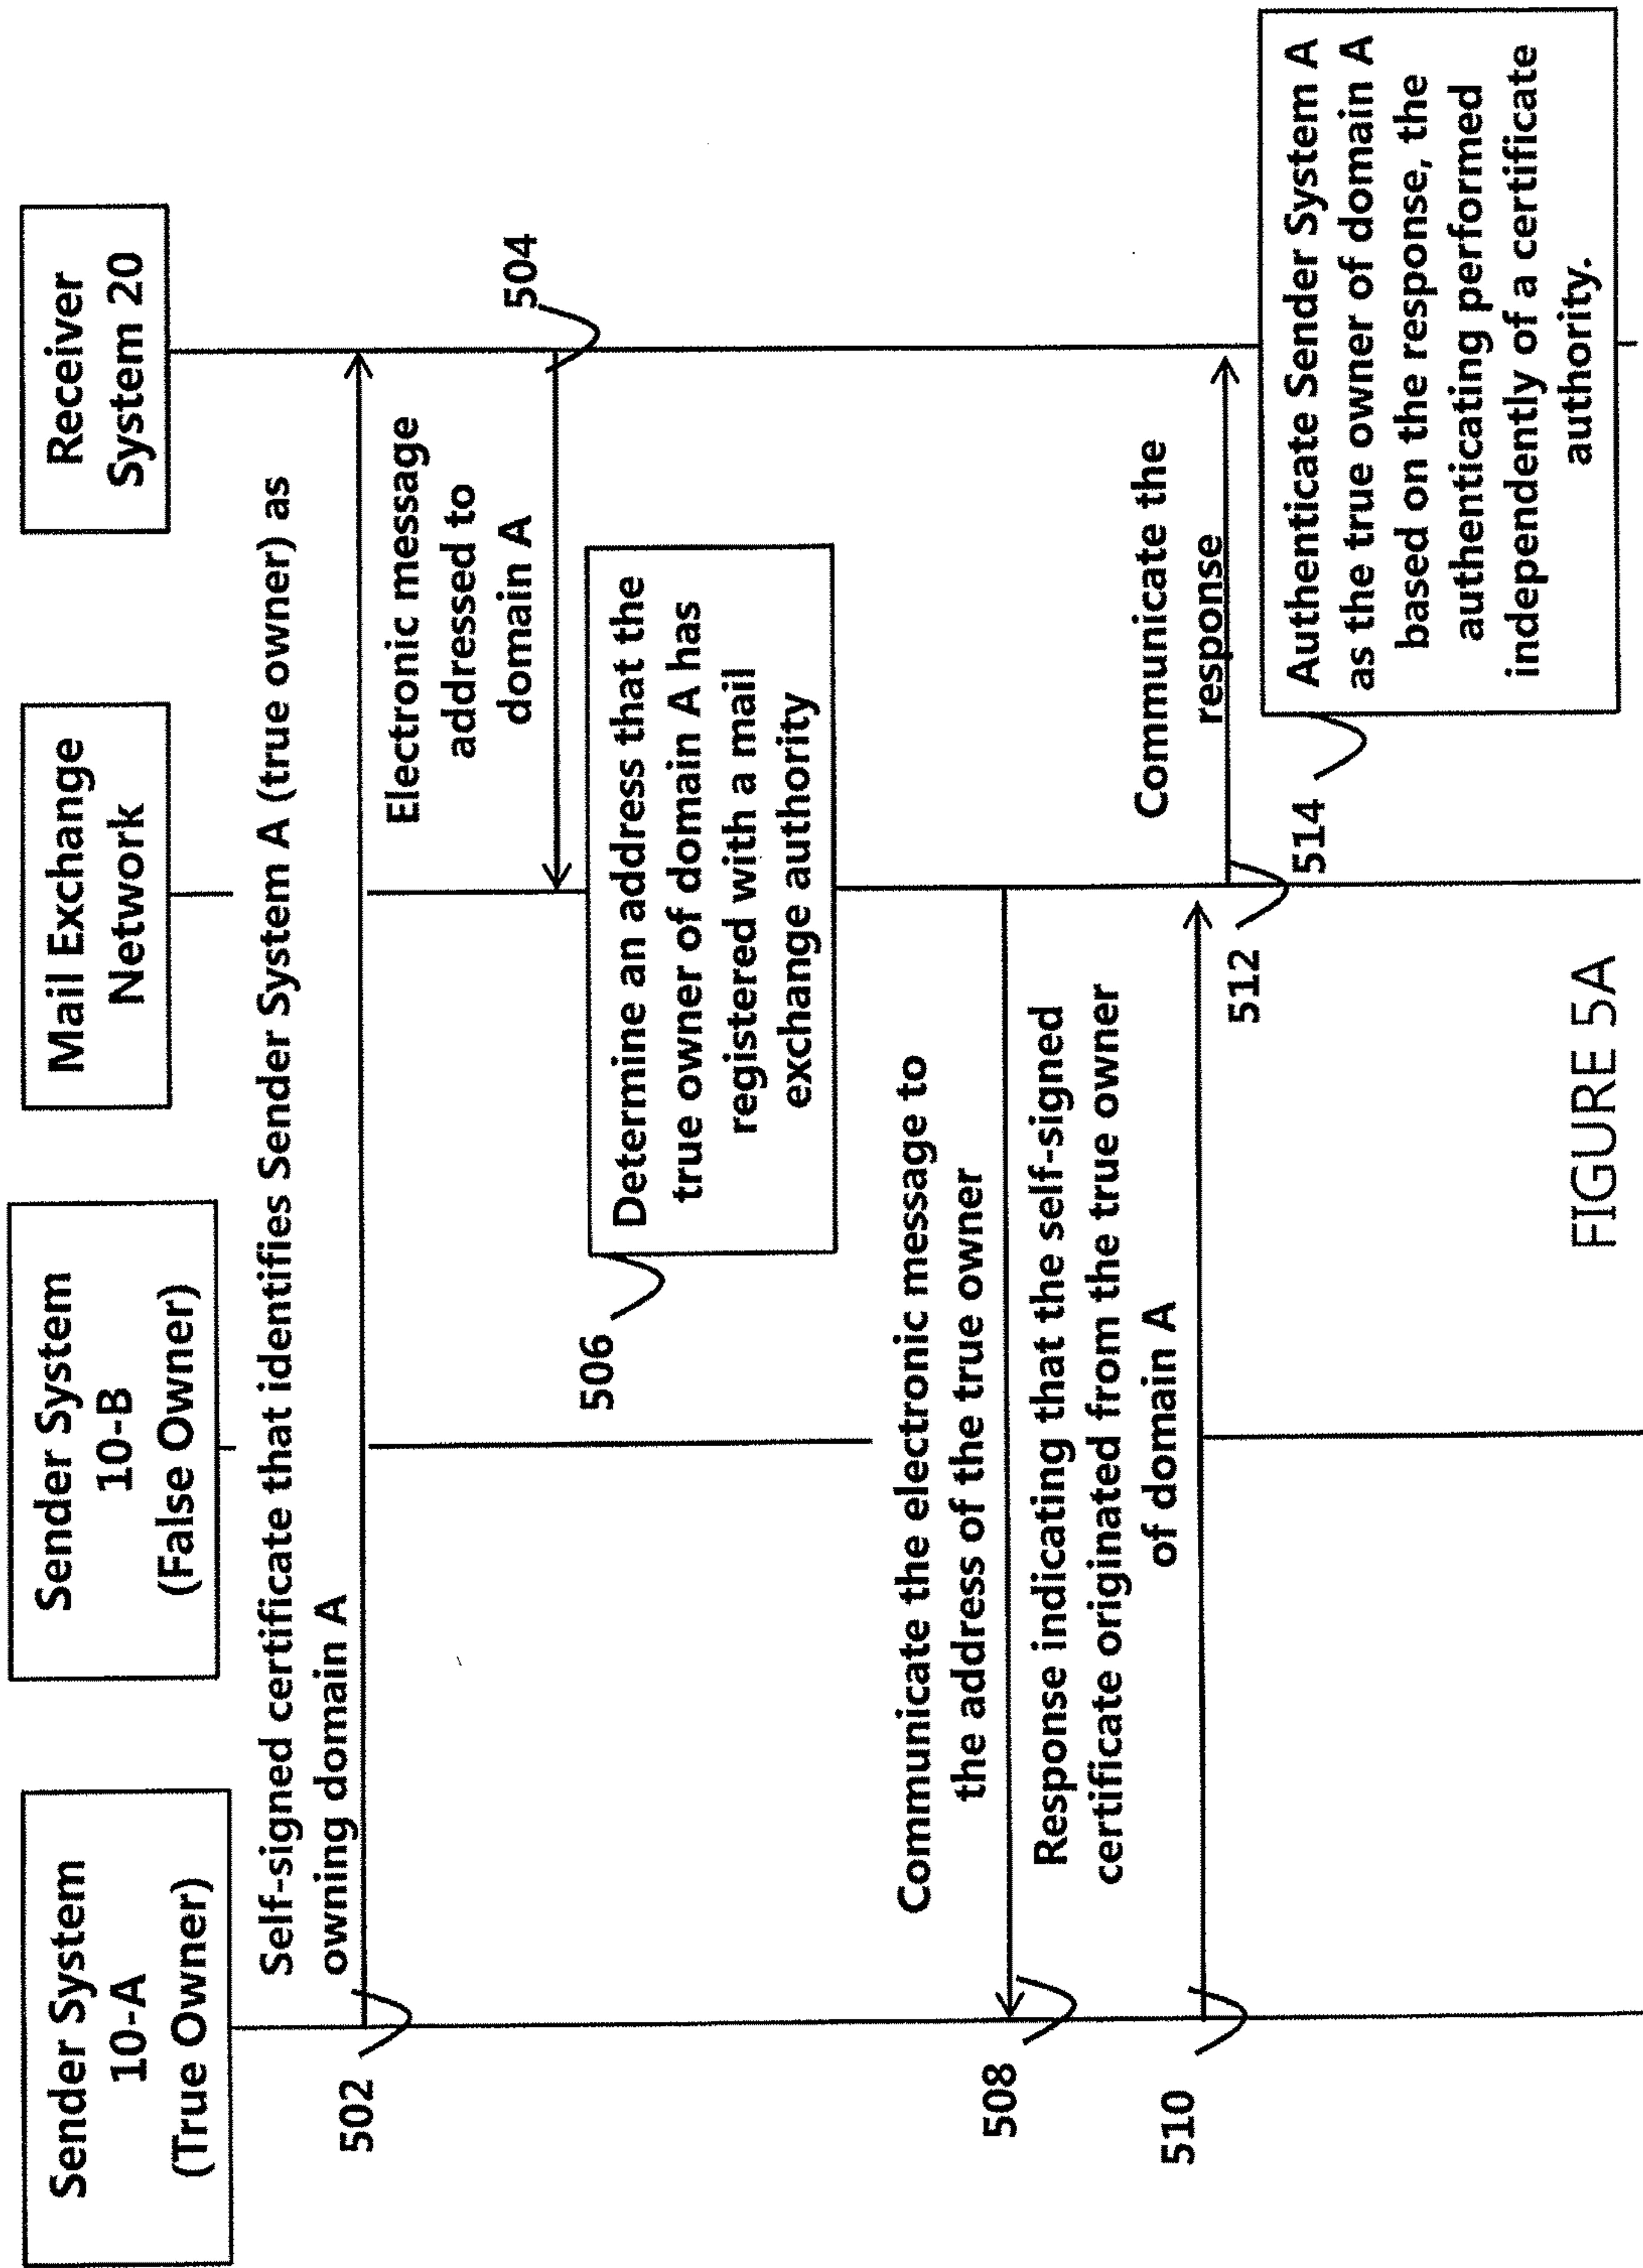 Sender System
10-A
(True Owner)
Sender System
10-B
(False Owner)
Mail Exchange
Network
Receiver
System 20
Self-signed certificate that identifies Sender System A (true owner) as
owning domain A
502
Electronic message
addressed to
domain A
504
Determine an address that the
true owner of domain A has
registered with a mail
exchange authority
506
Communicate the electronic message to
the address of the true owner
508
Response indicating that the self-signed
certificate originated from the true owner
of domain A
510
Communicate the
response
512
Authenticate Sender System A
as the true owner of domain A
based on the response, the
authenticating performed
independently of a certificate
authority.
514
FIGURE 5A